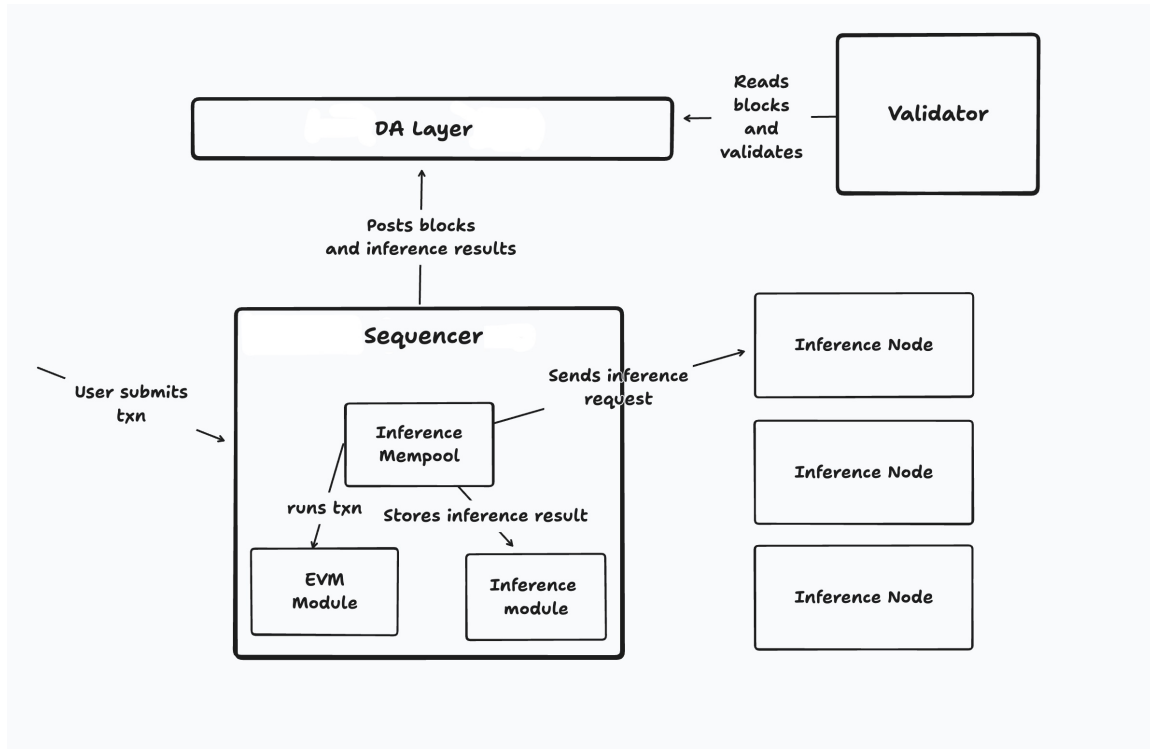 Reads
blocks
and
validates
Validator
DA Layer
Posts blocks
and inference results
Sequencer
User submits
txn
Sends inference
request
Inference
Mempool
runs txn
Stores inference result
EVM
Module
Inference
module
Inference Node
Inference Node
Inference Node